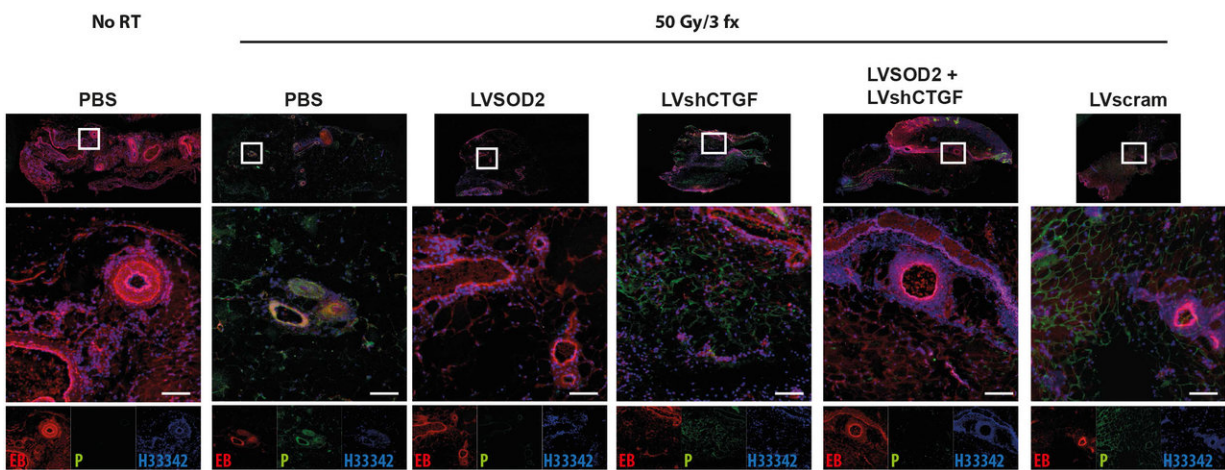 No RT
50 Gy/3 fx
PBS
PBS
LVSOD2
LVshCTGF
LVSOD2 +
LVshCTGF
LVscram
EB P H33342
EB P H33342
EB P H33342
EB P H33342
EB P H33342
EB P H33342